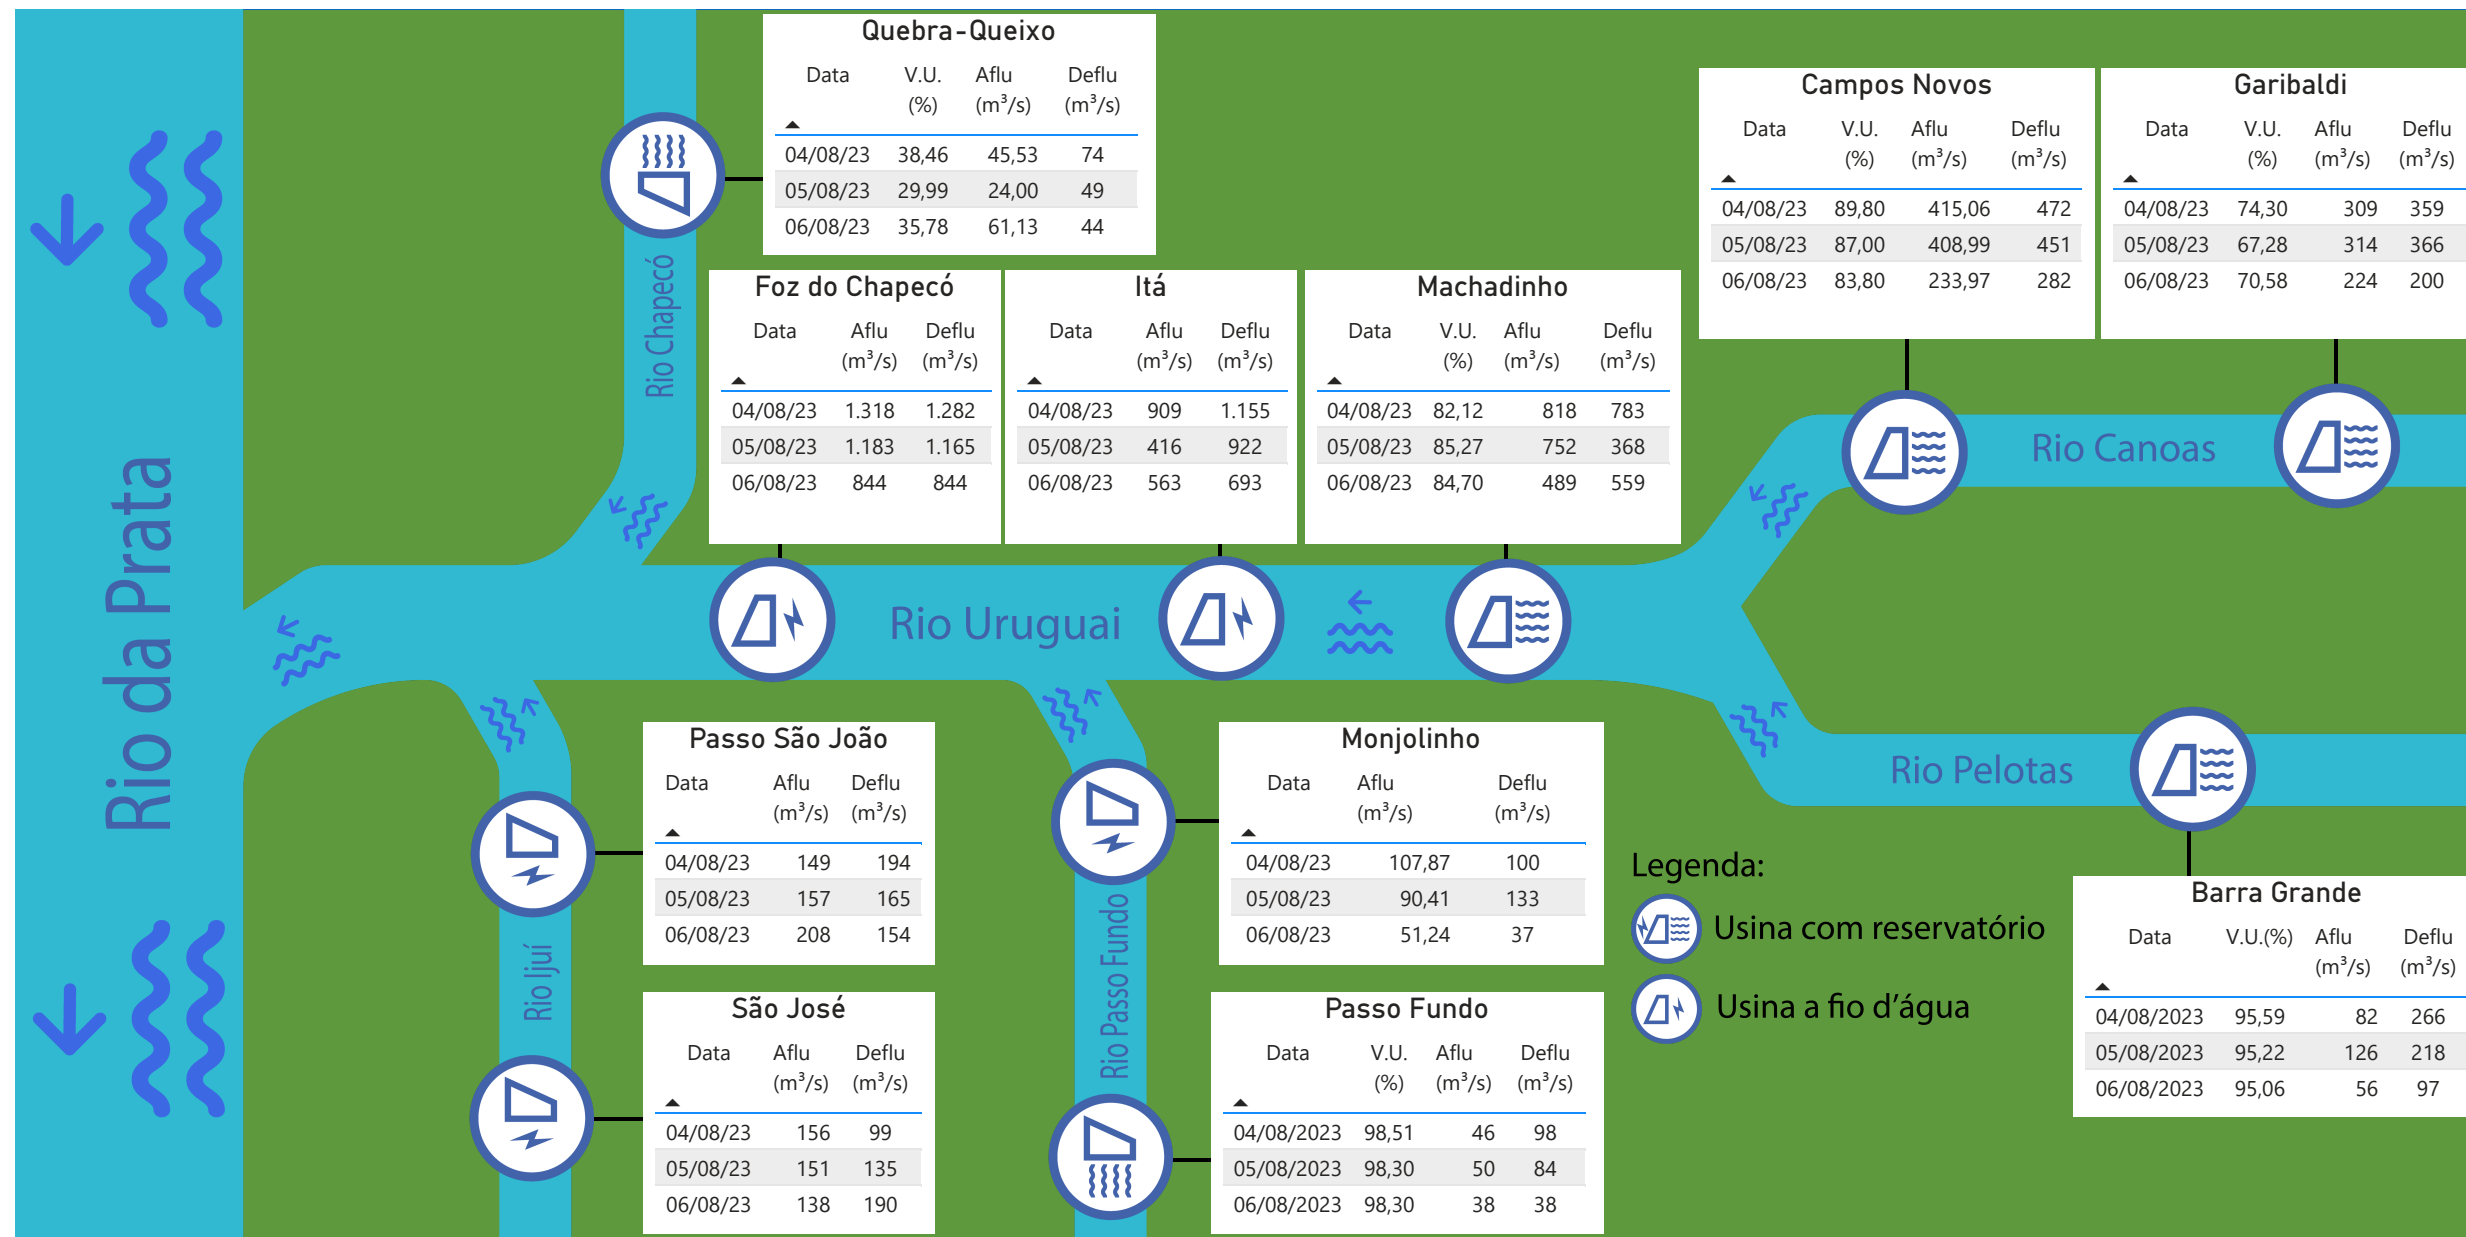 Quebra-Queixo
Data V.U. Aflu Deflu
(%) (m³/s) (m³/s)
04/08/23 38,46 45,53 74
05/08/23 29,99 24,00 49
06/08/23 35,78 61,13 44
Campos Novos
Data V.U. Aflu Deflu
(%) (m³/s) (m³/s)
04/08/23 89,80 415,06 472
05/08/23 87,00 408,99 451
06/08/23 83,80 233,97 282
Garibaldi
Data V.U. Aflu Deflu
(%) (m³/s) (m³/s)
04/08/23 74,30 309 359
05/08/23 67,28 314 366
06/08/23 70,58 224 200
Rio Chapecó
Foz do Chapecó
Data Aflu Deflu
(m³/s) (m³/s)
04/08/23 1.318 1.282
05/08/23 1.183 1.165
06/08/23 844 844
Itá
Data Aflu Deflu
(m³/s) (m³/s)
04/08/23 909 1.155
05/08/23 416 922
06/08/23 563 693
Machadinho
Data V.U. Aflu Deflu
(%) (m³/s) (m³/s)
04/08/23 82,12 818 783
05/08/23 85,27 752 368
06/08/23 84,70 489 559
Rio Canoas
Rio da Prata
Rio Uruguai
Rio Pelotas
Passo São João
Data Aflu Deflu
(m³/s) (m³/s)
04/08/23 149 194
05/08/23 157 165
06/08/23 208 154
Monjolinho
Data Aflu Deflu
(m³/s) (m³/s)
04/08/23 107,87 100
05/08/23 90,41 133
06/08/23 51,24 37
Legenda:
Usina com reservatório
Usina a fio d’água
Barra Grande
Data V.U.(%) Aflu Deflu
(m³/s) (m³/s)
04/08/2023 95,59 82 266
05/08/2023 95,22 126 218
06/08/2023 95,06 56 97
Rio Ijuí
Rio Passo Fundo
São José
Data Aflu Deflu
(m³/s) (m³/s)
04/08/23 156 99
05/08/23 151 135
06/08/23 138 190
Passo Fundo
Data V.U. Aflu Deflu
(%) (m³/s) (m³/s)
04/08/2023 98,51 46 98
05/08/2023 98,30 50 84
06/08/2023 98,30 38 38